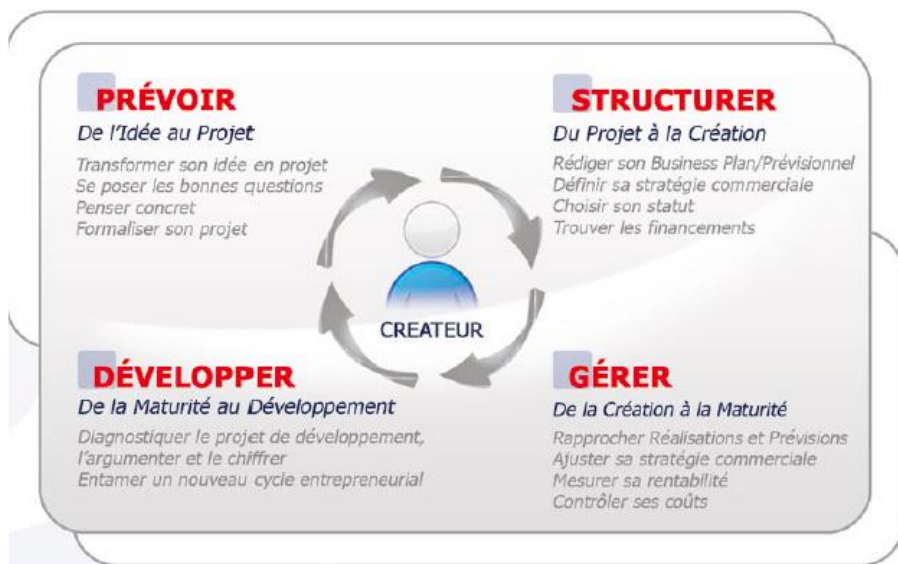 PRÉVOIR
De l'Idée au Projet
Transformer son idée en projet
Se poser les bonnes questions
Penser concret
Formaliser son projet
STRUCTURER
Du Projet à la Création
Rédiger son Business Plan/Prévisionnel
Définir sa stratégie commerciale
Choisir son statut
Trouver les financements
CREATEUR
DÉVELOPPER
De la Maturité au Développement
Diagnostiquer le projet de développement,
l'argumenter et le chiffrer
Entamer un nouveau cycle entrepreneurial
GÉRER
De la Création à la Maturité
Rapprocher Réalisations et Prévisions
Ajuster sa stratégie commerciale
Mesurer sa rentabilité
Contrôler ses coûts